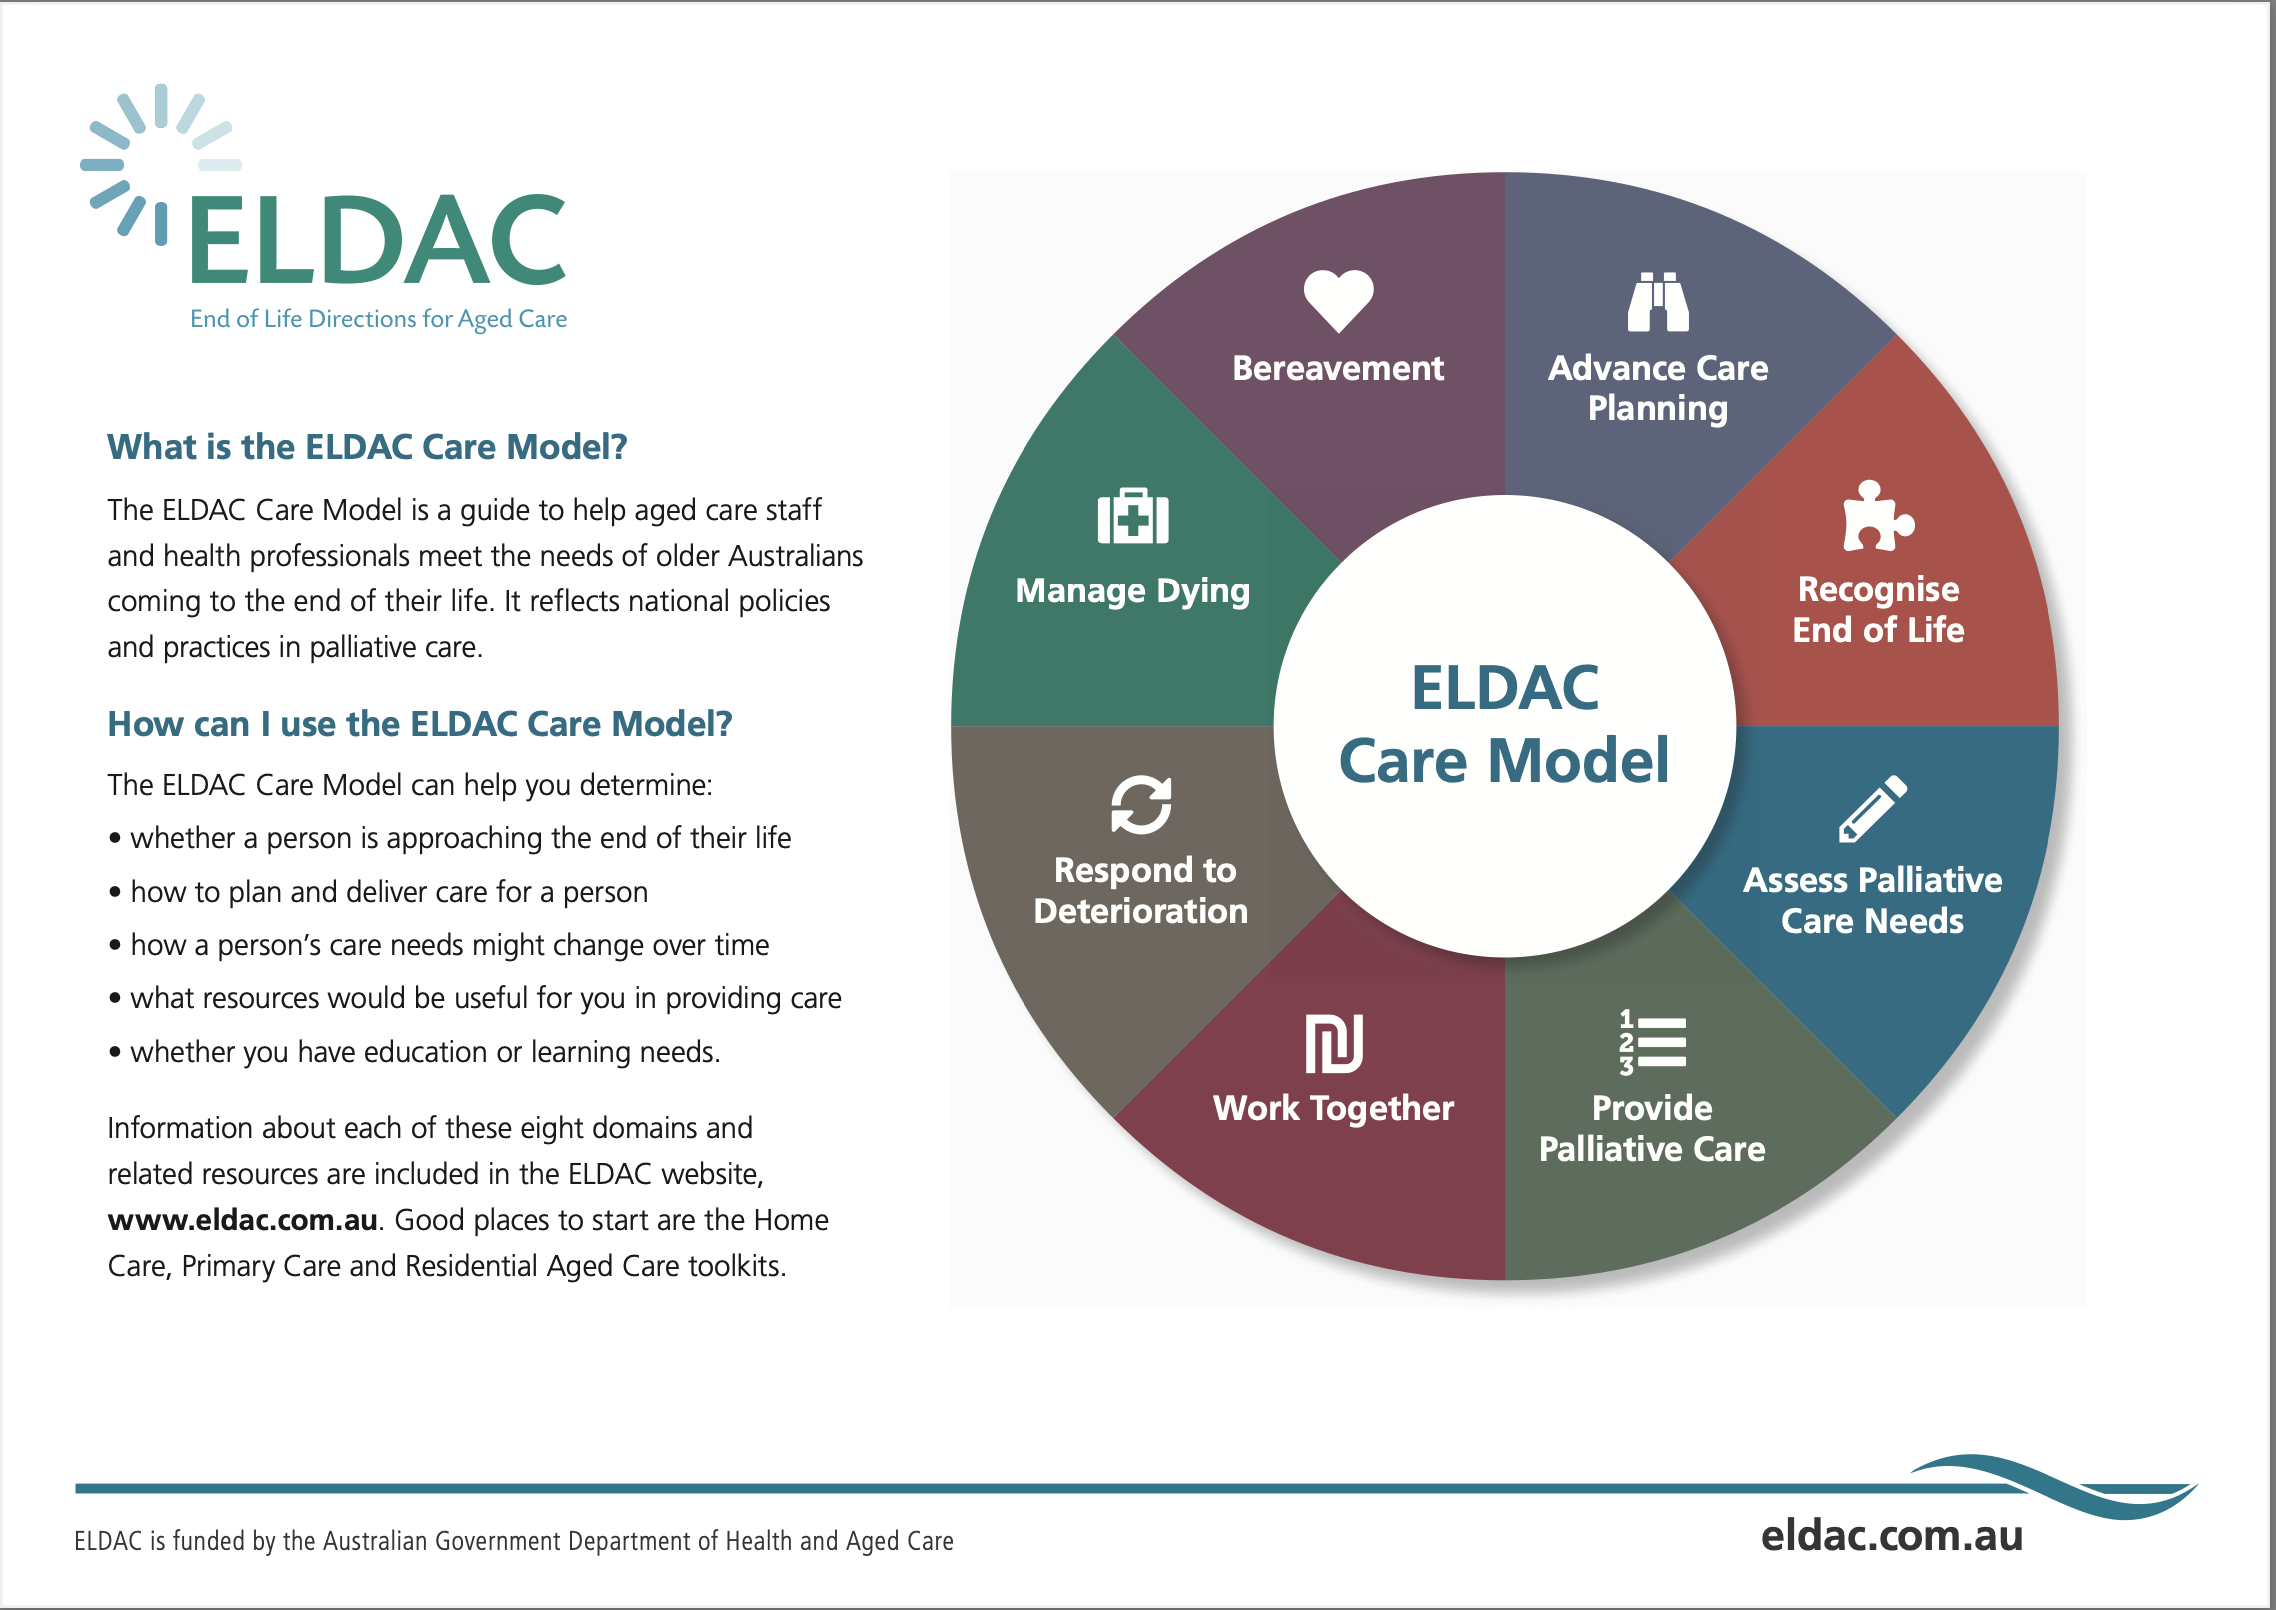 ELDAC
End of Life Directions for Aged Care
What is the ELDAC Care Model?
The ELDAC Care Model is a guide to help aged care staff
and health professionals meet the needs of older Australians
coming to the end of their life. It reflects national policies
and practices in palliative care.
How can I use the ELDAC Care Model?
The ELDAC Care Model can help you determine:
• whether a person is approaching the end of their life
• how to plan and deliver care for a person
• how a person’s care needs might change over time
• what resources would be useful for you in providing care
• whether you have education or learning needs.
Information about each of these eight domains and
related resources are included in the ELDAC website,
www.eldac.com.au. Good places to start are the Home
Care, Primary Care and Residential Aged Care toolkits.
ELDAC
Care Model
Advance Care
Planning
Recognise
End of Life
Assess Palliative
Care Needs
1
2
3
Provide
Palliative Care
₪
Work Together
Respond to
Deterioration
Manage Dying
Bereavement
ELDAC is funded by the Australian Government Department of Health and Aged Care
eldac.com.au